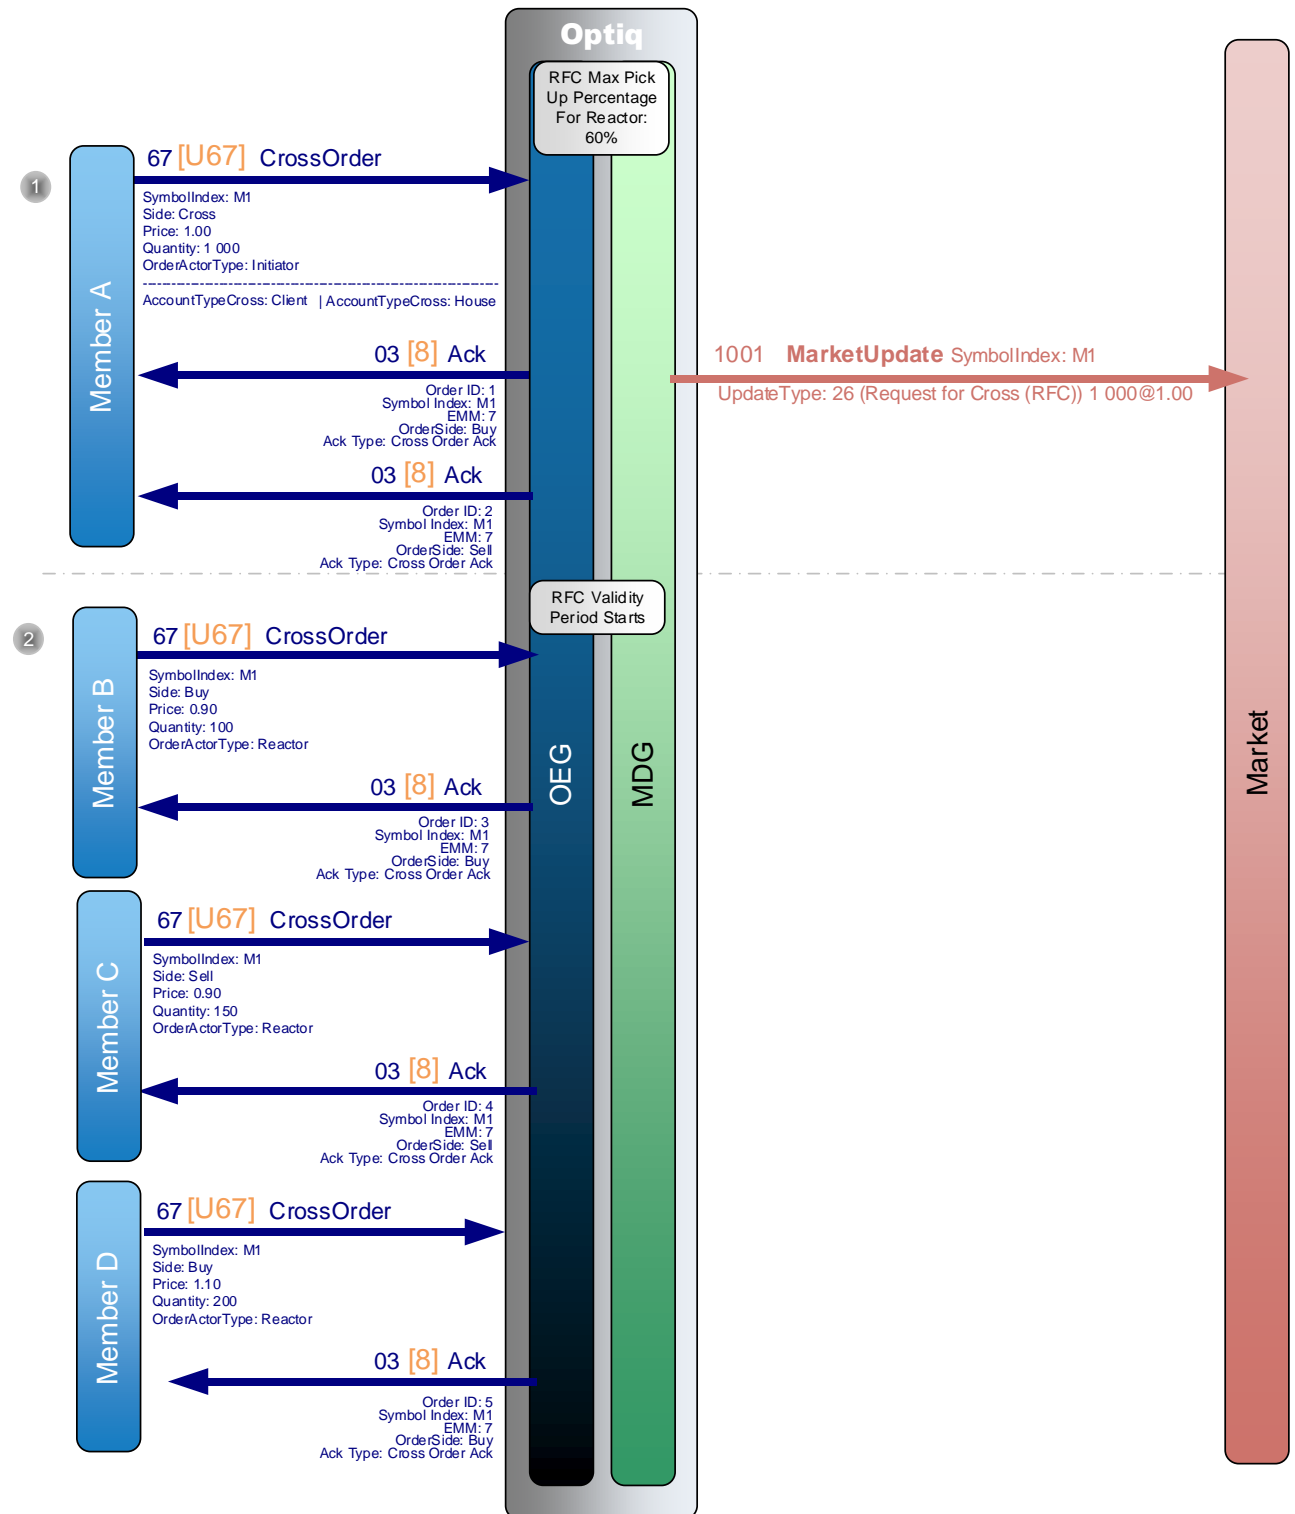 Optiq
RFC Max Pick
Up Percentage
For Reactor:
60%
1
Member A
67 [U67] CrossOrder
SymbolIndex: M1
Side: Cross
Price: 1.00
Quantity: 1 000
OrderActorType: Initiator
AccountTypeCross: Client | AccountTypeCross: House
03 [8] Ack
Order ID: 1
Symbol Index: M1
EMM: 7
OrderSide: Buy
Ack Type: Cross Order Ack
1001 MarketUpdate SymbolIndex: M1
UpdateType: 26 (Request for Cross (RFC)) 1 000@1.00
03 [8] Ack
Order ID: 2
Symbol Index: M1
EMM: 7
OrderSide: Sell
Ack Type: Cross Order Ack
RFC Validity
Period Starts
2
Member B
67 [U67] CrossOrder
SymbolIndex: M1
Side: Buy
Price: 0.90
Quantity: 100
OrderActorType: Reactor
OEG
MDG
Market
03 [8] Ack
Order ID: 3
Symbol Index: M1
EMM: 7
OrderSide: Buy
Ack Type: Cross Order Ack
Member C
67 [U67] CrossOrder
SymbolIndex: M1
Side: Sell
Price: 0.90
Quantity: 150
OrderActorType: Reactor
03 [8] Ack
Order ID: 4
Symbol Index: M1
EMM: 7
OrderSide: Sell
Ack Type: Cross Order Ack
Member D
67 [U67] CrossOrder
SymbolIndex: M1
Side: Buy
Price: 1.10
Quantity: 200
OrderActorType: Reactor
03 [8] Ack
Order ID: 5
Symbol Index: M1
EMM: 7
OrderSide: Buy
Ack Type: Cross Order Ack